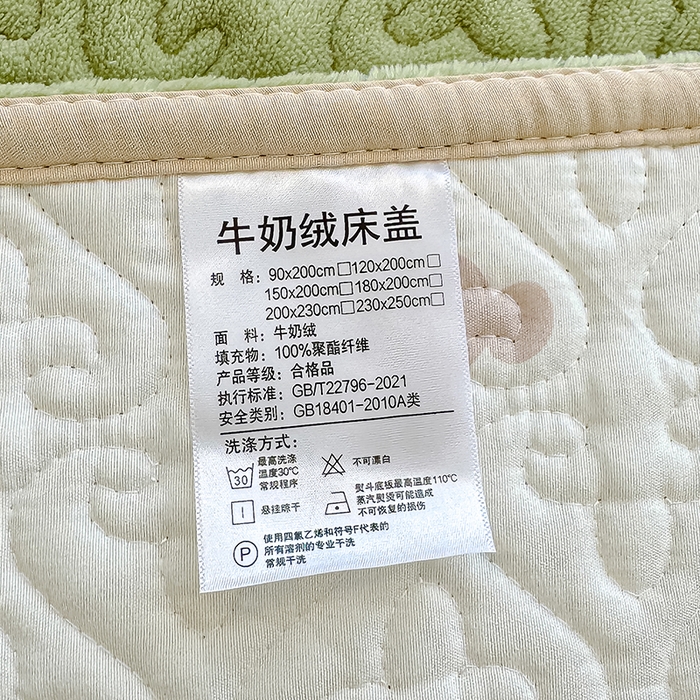 牛奶绒床盖
规 格：90x200cm□120x200cm□
150x200cm□180x200cm□
200x230cm□230x250cm□
面 料：牛奶绒
填充物：100%聚酯纤维
产品等级：合格品
执行标准：GB/T22796-2021
安全类别：GB18401-2010A类
洗涤方式：
30
最高洗涤
温度30℃
常规程序
不可漂白
悬挂晾干
熨斗底板最高温度110℃
蒸汽熨烫可能造成
不可恢复的损伤
P
使用四氯乙烯和符号F代表的
所有溶剂的专业干洗
常规干洗